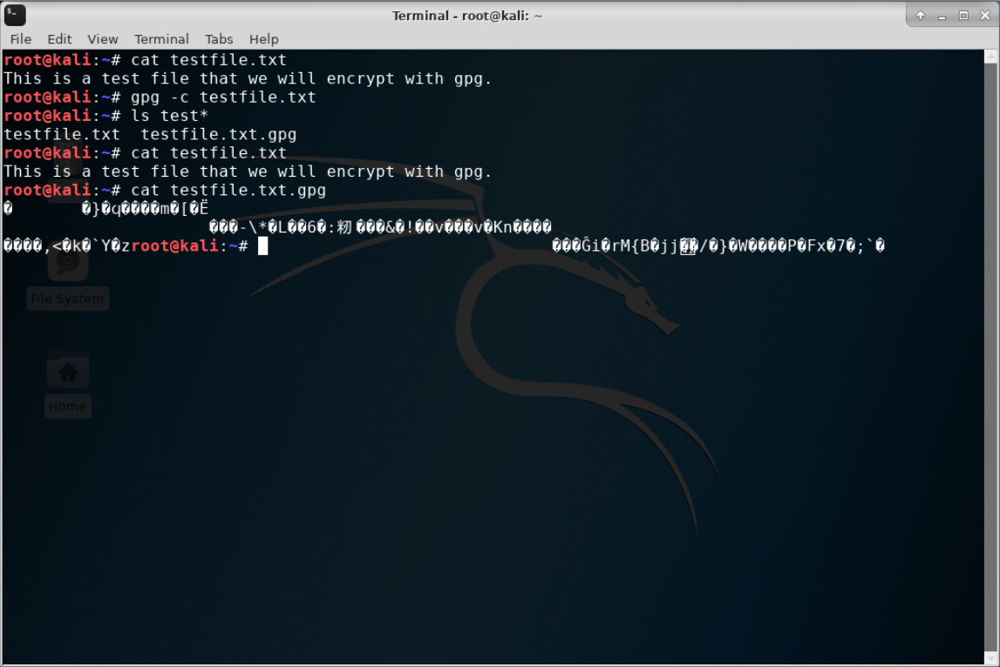 Terminal - root@kali: ~
File Edit View Terminal Tabs Help
root@kali:~# cat testfile.txt
This is a test file that we will encrypt with gpg.
root@kali:~# gpg -c testfile.txt
root@kali:~# ls test*
testfile.txt  testfile.txt.gpg
root@kali:~# cat testfile.txt
This is a test file that we will encrypt with gpg.
root@kali:~# cat testfile.txt.gpg
�       �}�q����m�[�Ë
���-\*�L��6�:籾���&�!��v���v�Kn����
����,<�k�`Y�zroot@kali:~# ���Ĝi�rM{B�jj��/�}�W����P�Fx�7�;`�
File System
Home